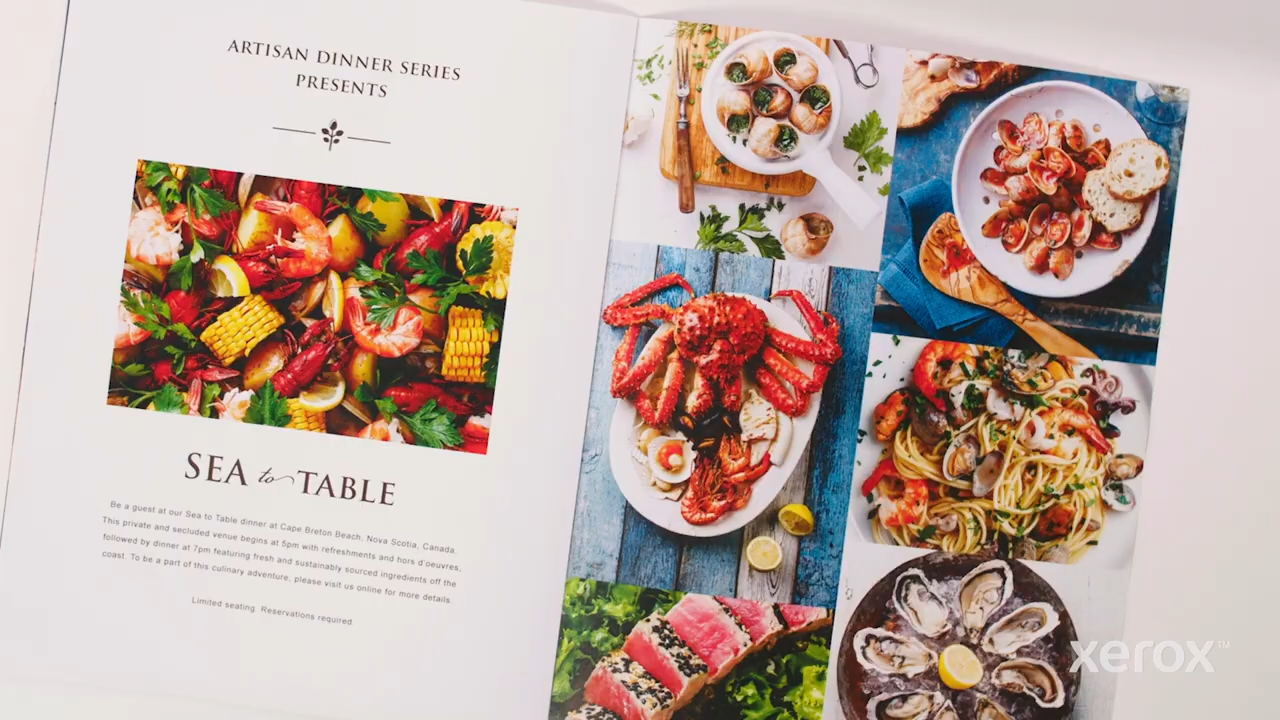 ARTISAN DINNER SERIES
PRESENTS
SEA to TABLE
Be a guest at our Sea to Table dinner at Cape Breton Beach, Nova Scotia, Canada.
This private and secluded venue begins at 5pm with refreshments and hors d'oeuvres,
followed by dinner at 7pm featuring fresh and sustainably sourced ingredients off the
coast. To be a part of this culinary adventure, please visit us online for more details.
Limited seating. Reservations required.
xerox™